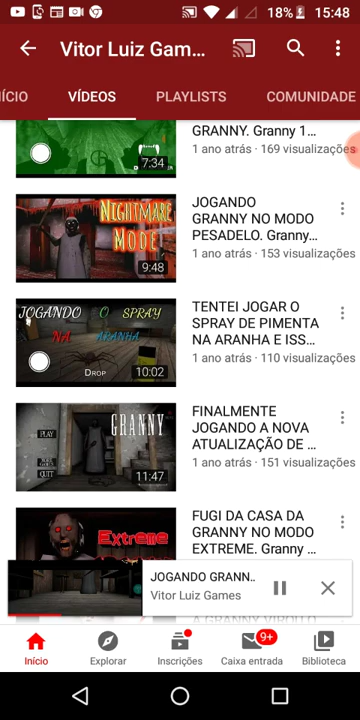 18% 15:48
Vitor Luiz Gam...
ÍCIO VÍDEOS PLAYLISTS COMUNIDADE
7:34
GRANNY. Granny 1...
1 ano atrás · 169 visualizações
NIGHTMARE
MODE
9:48
JOGANDO
GRANNY NO MODO
PESADELO. Granny...
1 ano atrás · 153 visualizações
JOGANDO O SPRAY
NA ARANHA
DROP
10:02
TENTEI JOGAR O
SPRAY DE PIMENTA
NA ARANHA E ISS...
1 ano atrás · 110 visualizações
GRANNY
PLAY
QUIT
11:47
FINALMENTE
JOGANDO A NOVA
ATUALIZAÇÃO DE ...
1 ano atrás · 151 visualizações
Extreme
FUGI DA CASA DA
GRANNY NO MODO
EXTREME. Granny ...
JOGANDO GRANN..
Vitor Luiz Games
9+
Início Explorar Inscrições Caixa entrada Biblioteca